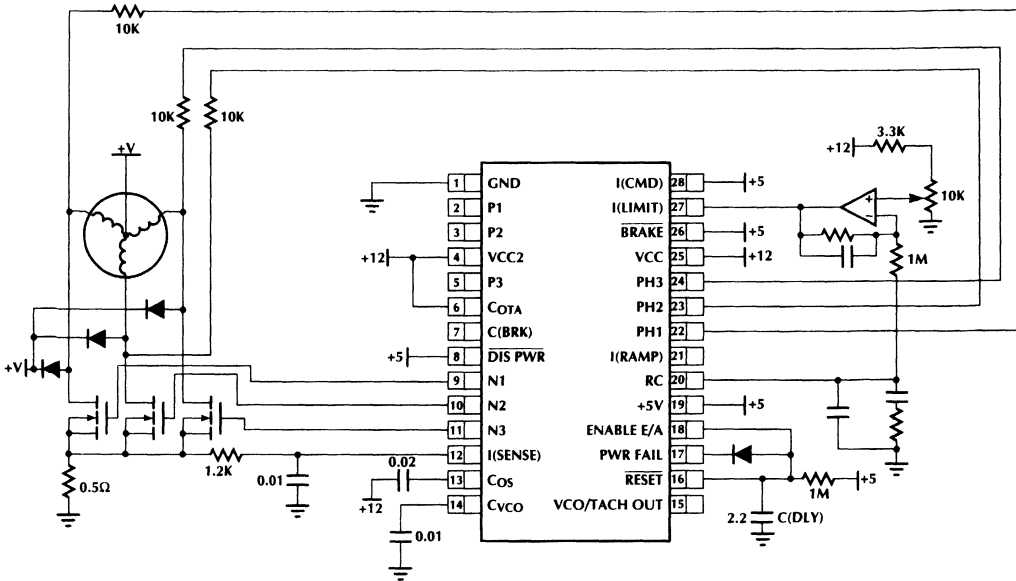 10K
10K
10K
+V
+V
0.5Ω
1.2K
0.01
0.02
+12
0.01
+12
+5
1 GND
2 P1
3 P2
4 VCC2
5 P3
6 COTA
7 C(BRK)
8 DIS PWR
9 N1
10 N2
11 N3
12 I(SENSE)
13 COS
14 CVCO
I(CMD) 28
I(LIMIT) 27
BRAKE 26
VCC 25
PH3 24
PH2 23
PH1 22
I(RAMP) 21
RC 20
+5V 19
ENABLE E/A 18
PWR FAIL 17
RESET 16
VCO/TACH OUT 15
+5
+5
+12
+5
+12
3.3K
10K
+
−
1M
1M
+5
2.2
C(DLY)